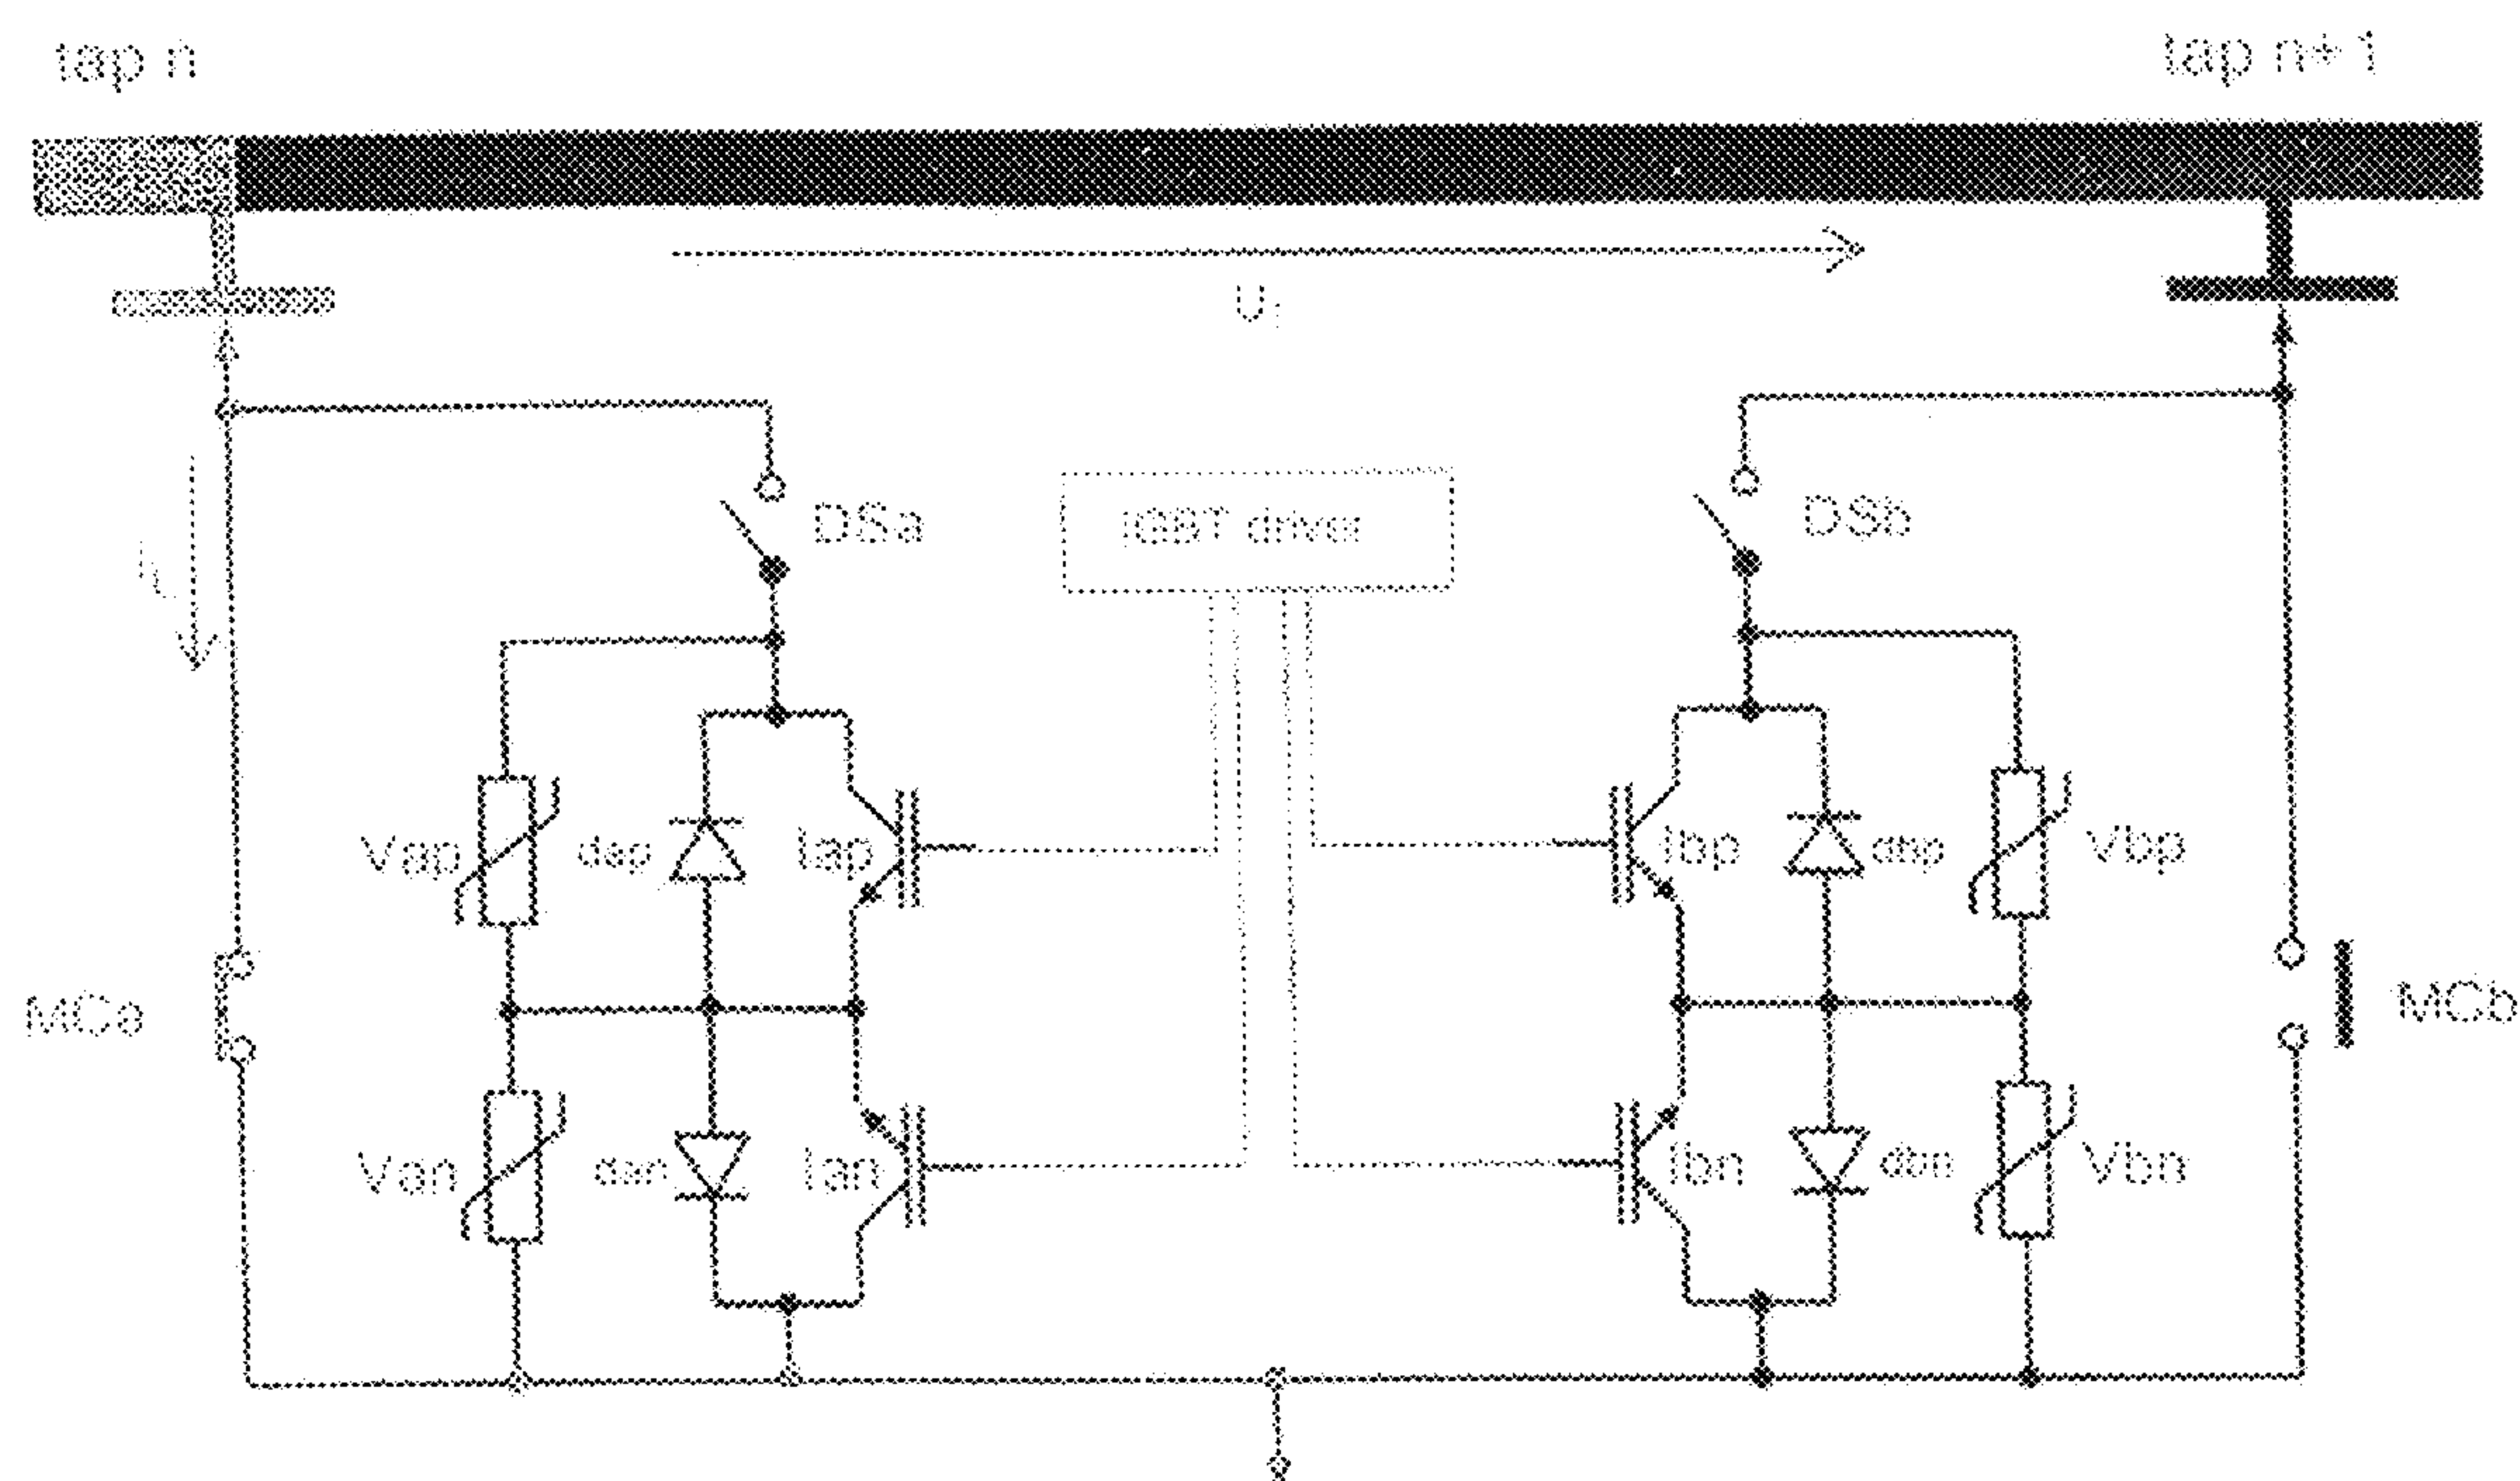 tap n
tap n+1
U
I_L
DSa
IGBT driver
DSb
Vap
dap
Iap
Ibp
dbp
Vbp
MCa
MCb
Van
dan
Ian
Ibn
dbn
Vbn